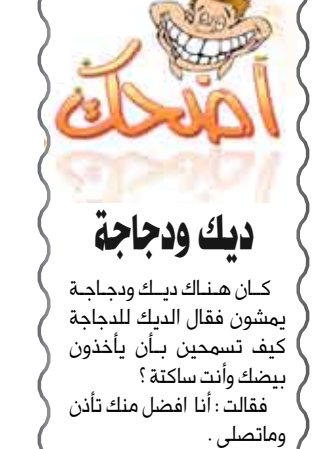 أضحك
ديك ودجاجة
كان هناك ديك ودجاجة
يمشون فقال الديك للدجاجة
كيف تسمحين بأن يأخذون
بيضك وأنت ساكتة ؟
فقالت : أنا افضل منك تأذن
وماتصلي .